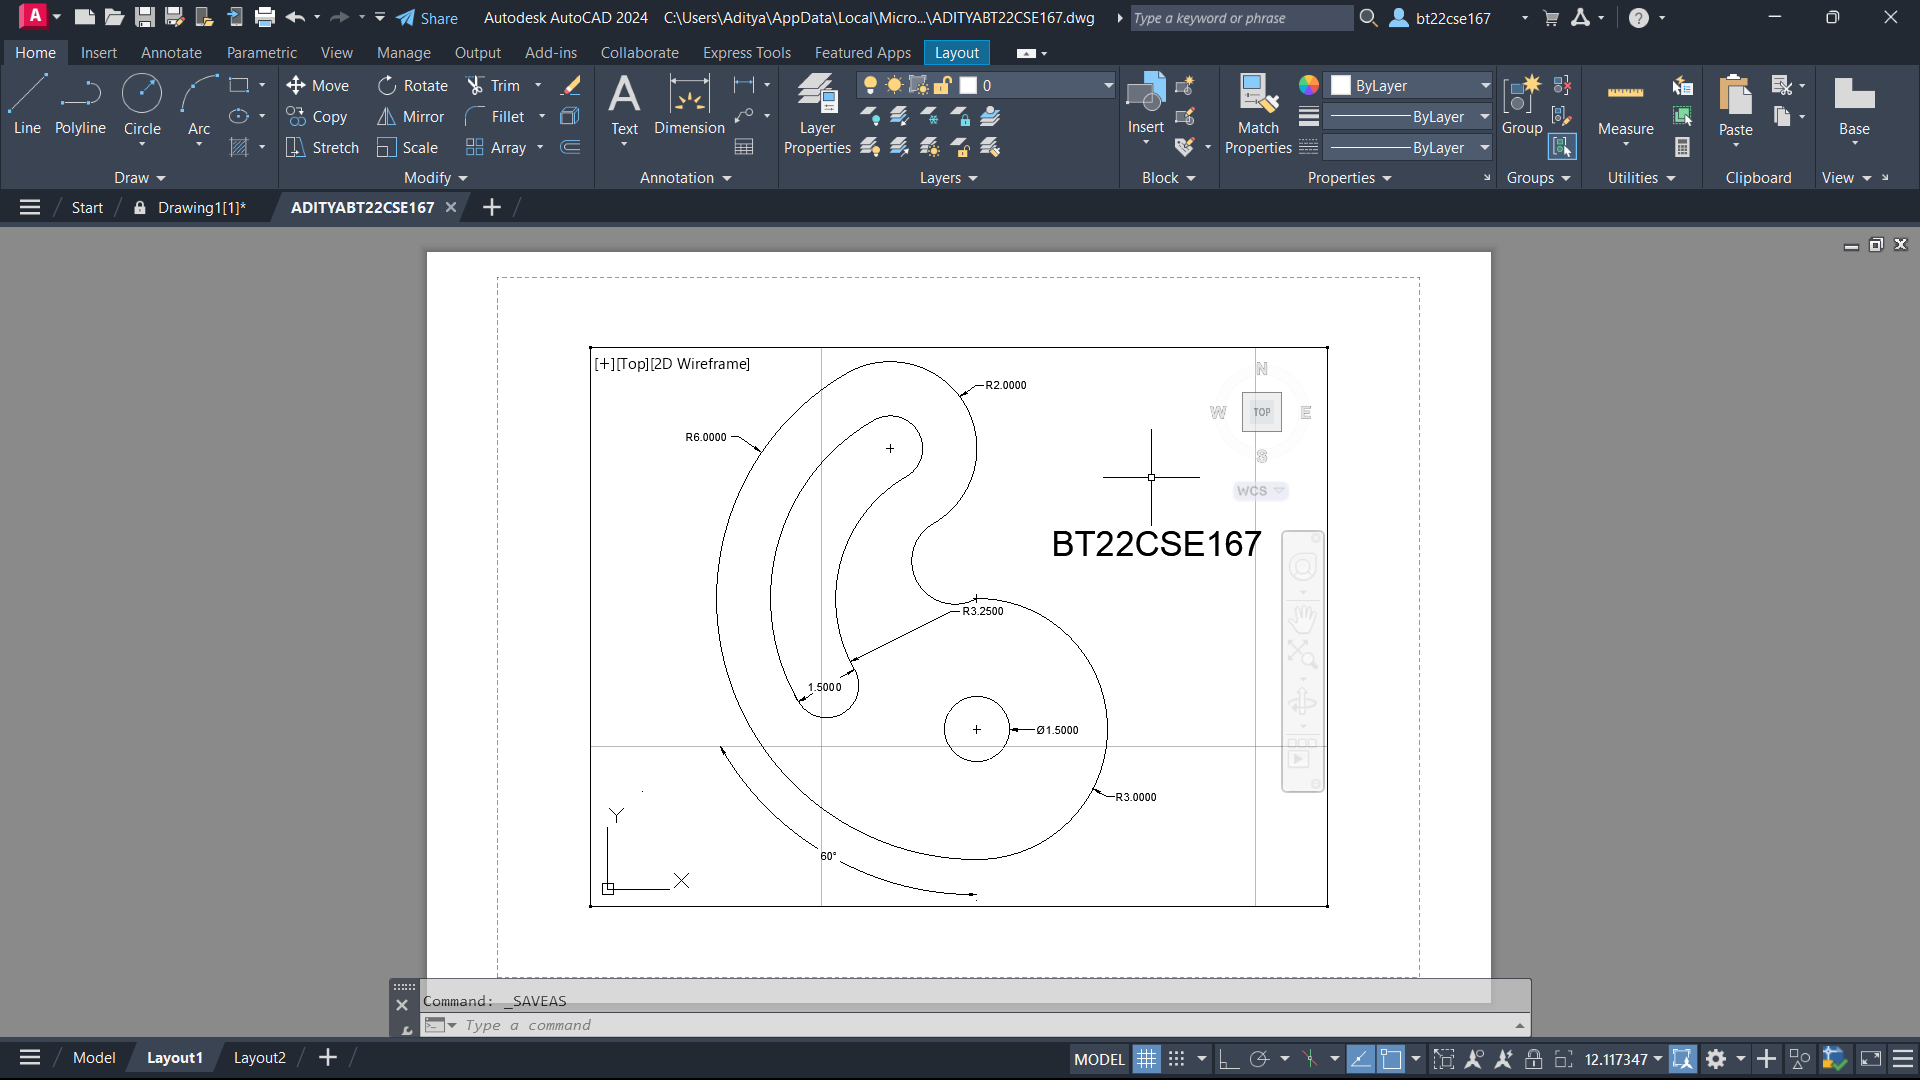 A Share Autodesk AutoCAD 2024 C:\Users\Aditya\AppData\Local\Micro...\ADITYABT22CSE167.dwg Type a keyword or phrase bt22cse167 ?
Home Insert Annotate Parametric View Manage Output Add-ins Collaborate Express Tools Featured Apps Layout
Line Polyline Circle Arc
Move Rotate Trim
Copy Mirror Fillet
Stretch Scale Array
Text Dimension
Layer Properties
0
Insert
Match Properties
ByLayer
ByLayer
ByLayer
Group Measure Paste Base
Draw Modify Annotation Layers Block Properties Groups Utilities Clipboard View
Start Drawing1[1]* ADITYABT22CSE167
[+][Top][2D Wireframe]
N
W TOP E
S
WCS
R2.0000
R6.0000
BT22CSE167
R3.2500
1.5000
Ø1.5000
R3.0000
60°
Y
X
Command: _SAVEAS
Type a command
Model Layout1 Layout2 MODEL 12.117347